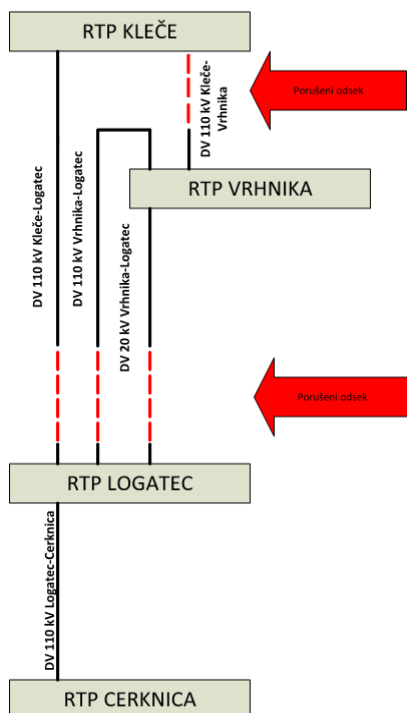 RTP KLEČE
Porušeni odsek
DV 110 kV Kleče-
Vrhnika
RTP VRHNIKA
DV 110 kV Kleče-Logatec
DV 110 kV Vrhnika-Logatec
DV 20 kV Vrhnika-Logatec
Porušeni odsek
RTP LOGATEC
DV 110 kV Logatec-Cerknica
RTP CERKNICA